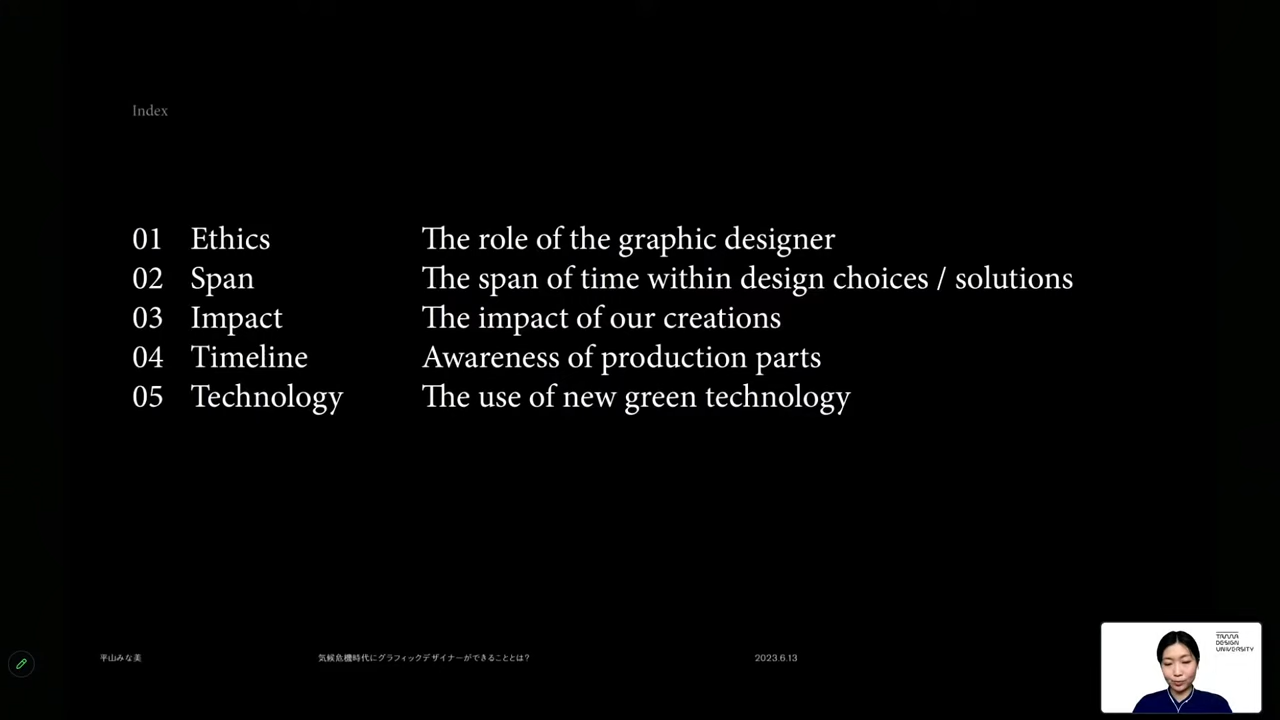 Index
01 Ethics The role of the graphic designer
02 Span The span of time within design choices / solutions
03 Impact The impact of our creations
04 Timeline Awareness of production parts
05 Technology The use of new green technology
平山みな美 気候危機時代にグラフィックデザイナーができることとは? 2023.6.13
TAMA
DESIGN
UNIVERSITY